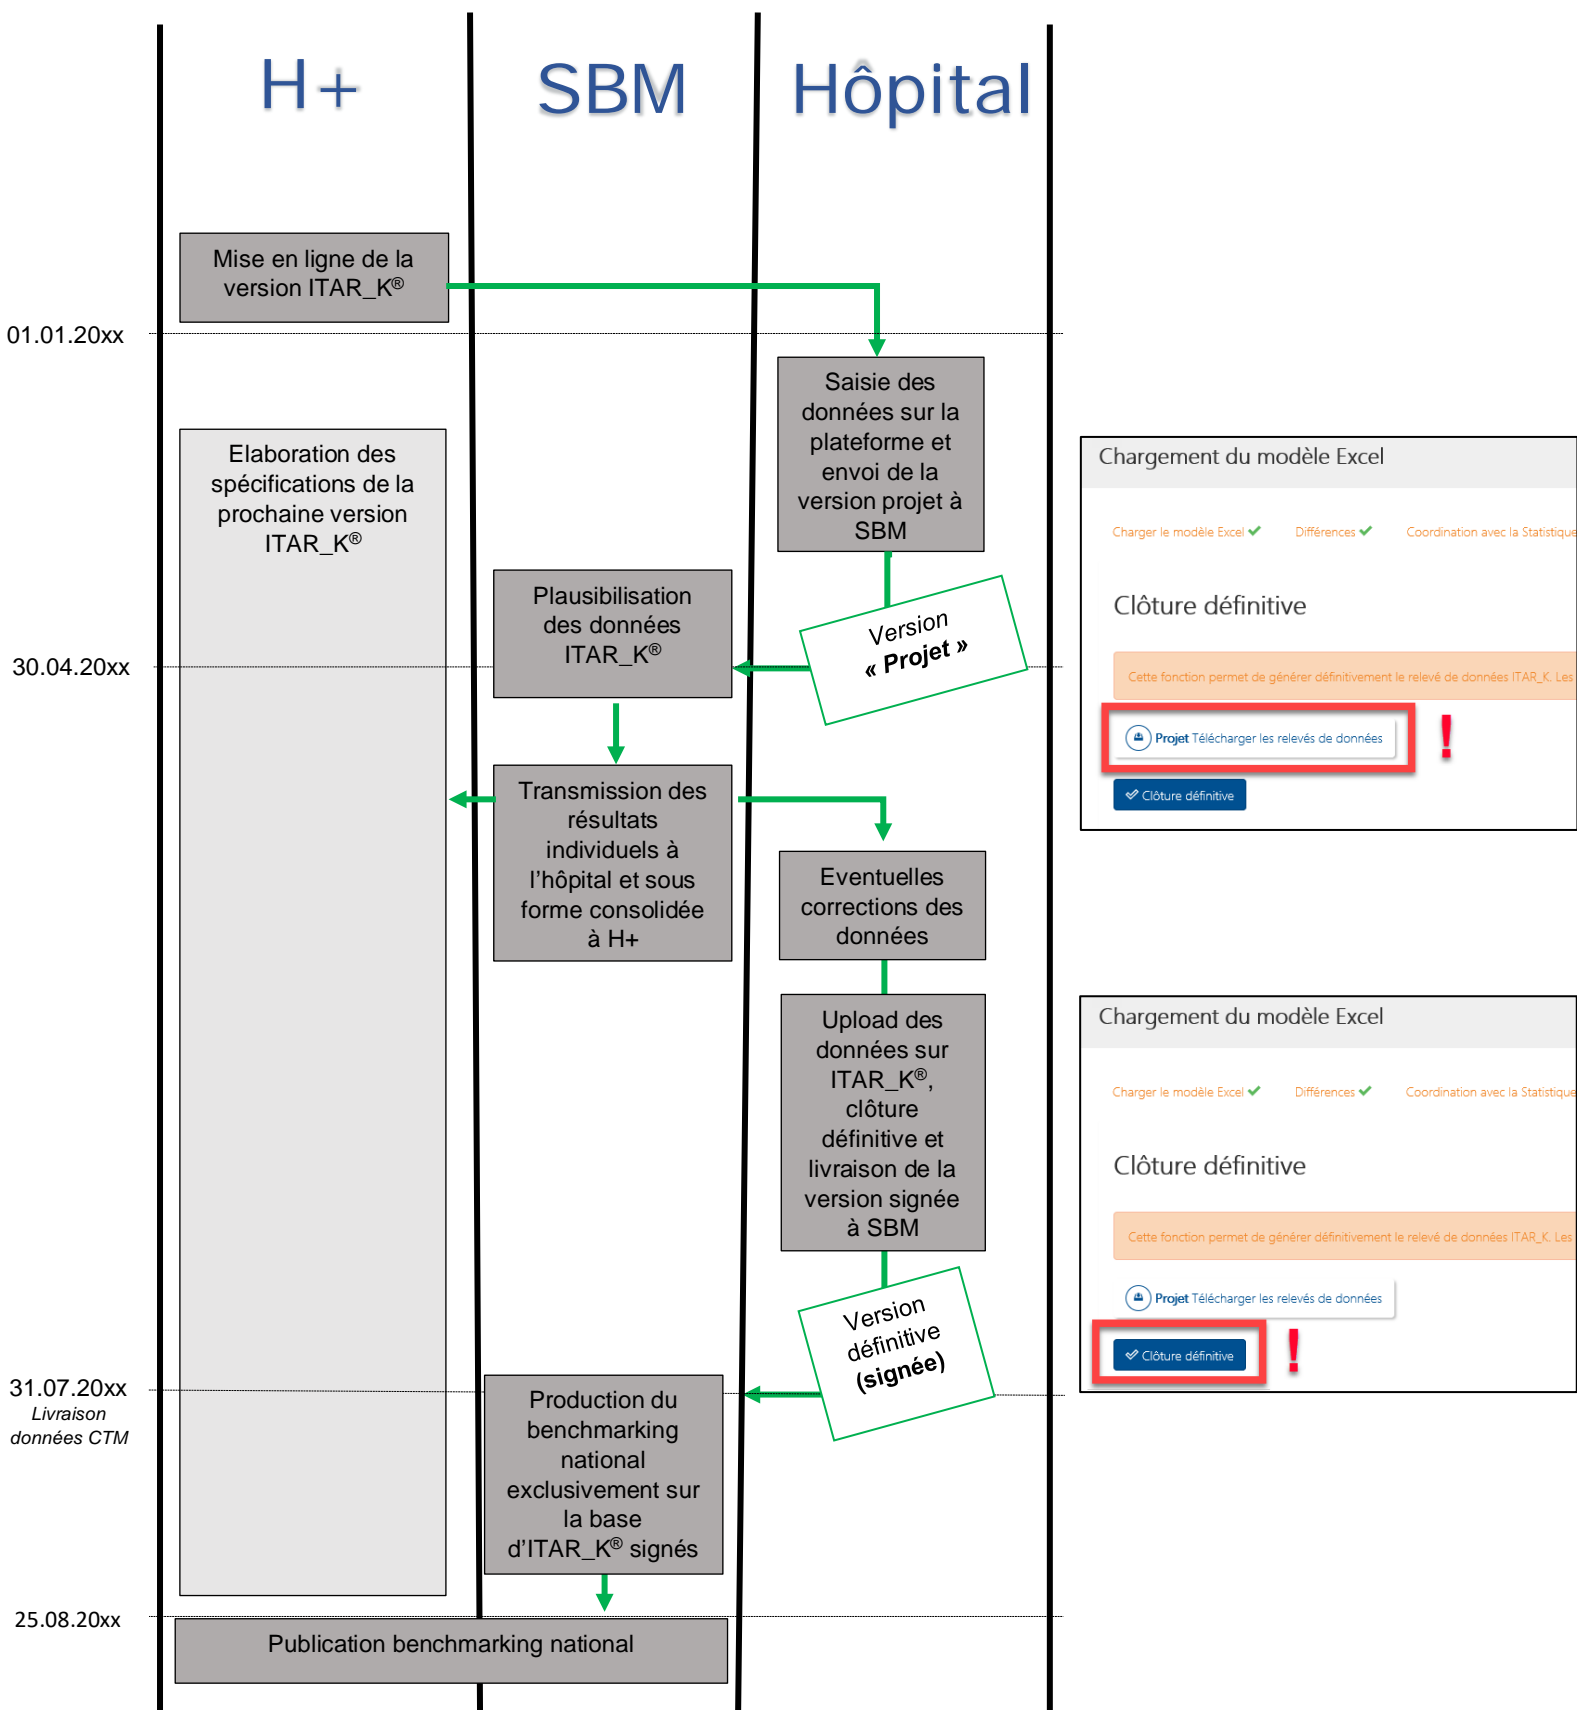 H+
SBM
Hôpital
Mise en ligne de la
version ITAR_K®
01.01.20xx
Saisie des
données sur la
plateforme et
envoi de la
version projet à
SBM
Elaboration des
spécifications de la
prochaine version
ITAR_K®
Plausibilisation
des données
ITAR_K®
Version
« Projet »
30.04.20xx
Transmission des
résultats
individuels à
l’hôpital et sous
forme consolidée
à H+
Eventuelles
corrections des
données
Upload des
données sur
ITAR_K®,
clôture
définitive et
livraison de la
version signée
à SBM
Version
définitive
(signée)
31.07.20xx
Livraison
données CTM
Production du
benchmarking
national
exclusivement sur
la base
d’ITAR_K® signés
25.08.20xx
Publication benchmarking national
Chargement du modèle Excel
Charger le modèle Excel ✔ Différences ✔ Coordination avec la Statistique
Clôture définitive
Cette fonction permet de générer définitivement le relevé de données ITAR_K. Les
Projet Télécharger les relevés de données
!
Clôture définitive
Chargement du modèle Excel
Charger le modèle Excel ✔ Différences ✔ Coordination avec la Statistique
Clôture définitive
Cette fonction permet de générer définitivement le relevé de données ITAR_K. Les
Projet Télécharger les relevés de données
Clôture définitive
!